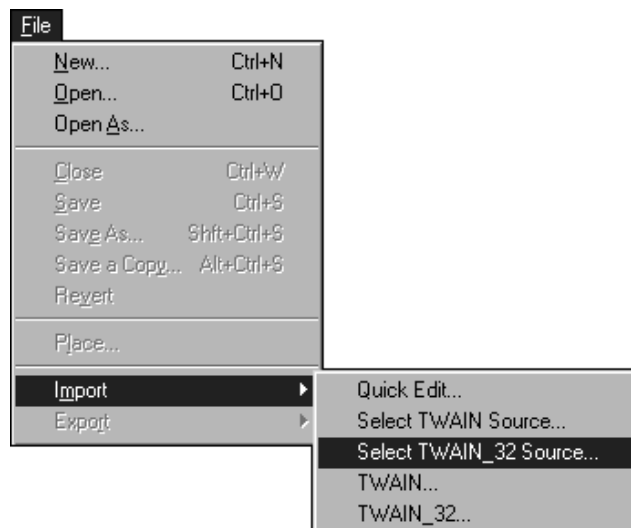 File
New... Ctrl+N
Open... Ctrl+O
Open As...
Close Ctrl+W
Save Ctrl+S
Save As... Shft+Ctrl+S
Save a Copy... Alt+Ctrl+S
Revert
Place...
Import
Export
Quick Edit...
Select TWAIN Source...
Select TWAIN_32 Source...
TWAIN...
TWAIN_32...